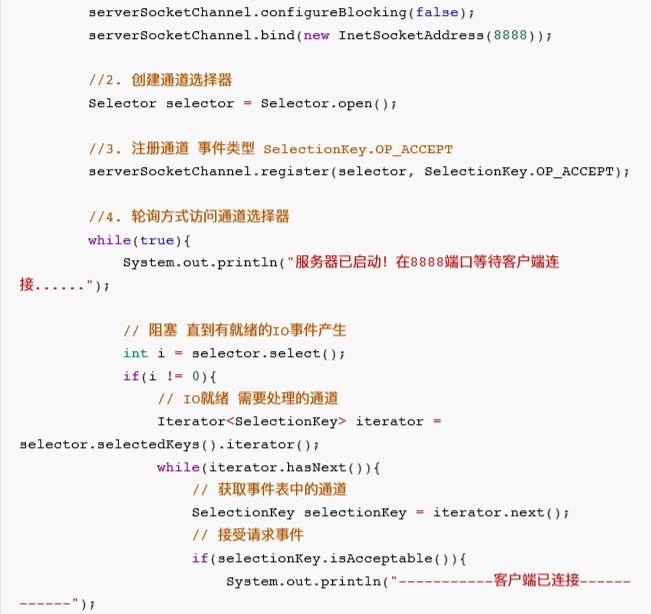 serverSocketChannel.configureBlocking(false);
serverSocketChannel.bind(new InetSocketAddress(8888));
//2. 创建通道选择器
Selector selector = Selector.open();
//3. 注册通道 事件类型 SelectionKey.OP_ACCEPT
serverSocketChannel.register(selector, SelectionKey.OP_ACCEPT);
//4. 轮询方式访问通道选择器
while(true){
System.out.println("服务器已启动！在8888端口等待客户端连
接......");
// 阻塞 直到有就绪的IO事件产生
int i = selector.select();
if(i != 0){
// IO就绪 需要处理的通道
Iterator<SelectionKey> iterator =
selector.selectedKeys().iterator();
while(iterator.hasNext()){
// 获取事件表中的通道
SelectionKey selectionKey = iterator.next();
// 接受请求事件
if(selectionKey.isAcceptable()){
System.out.println("-----------客户端已连接------
------");